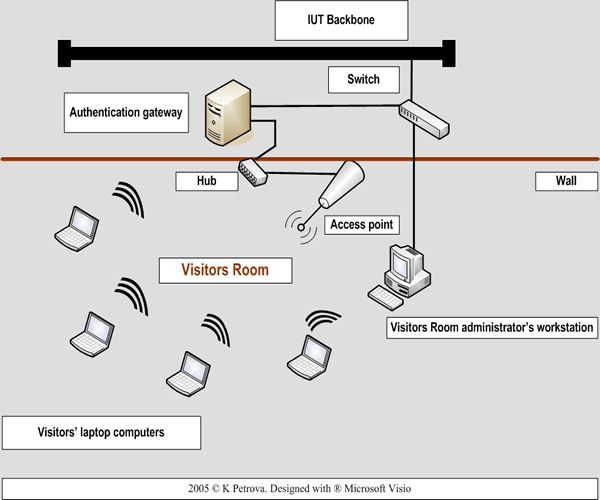 IUT Backbone
Switch
Authentication gateway
Hub
Wall
Access point
Visitors Room
Visitors Room administrator's workstation
Visitors' laptop computers
2005 © K Petrova. Designed with ® Microsoft Visio